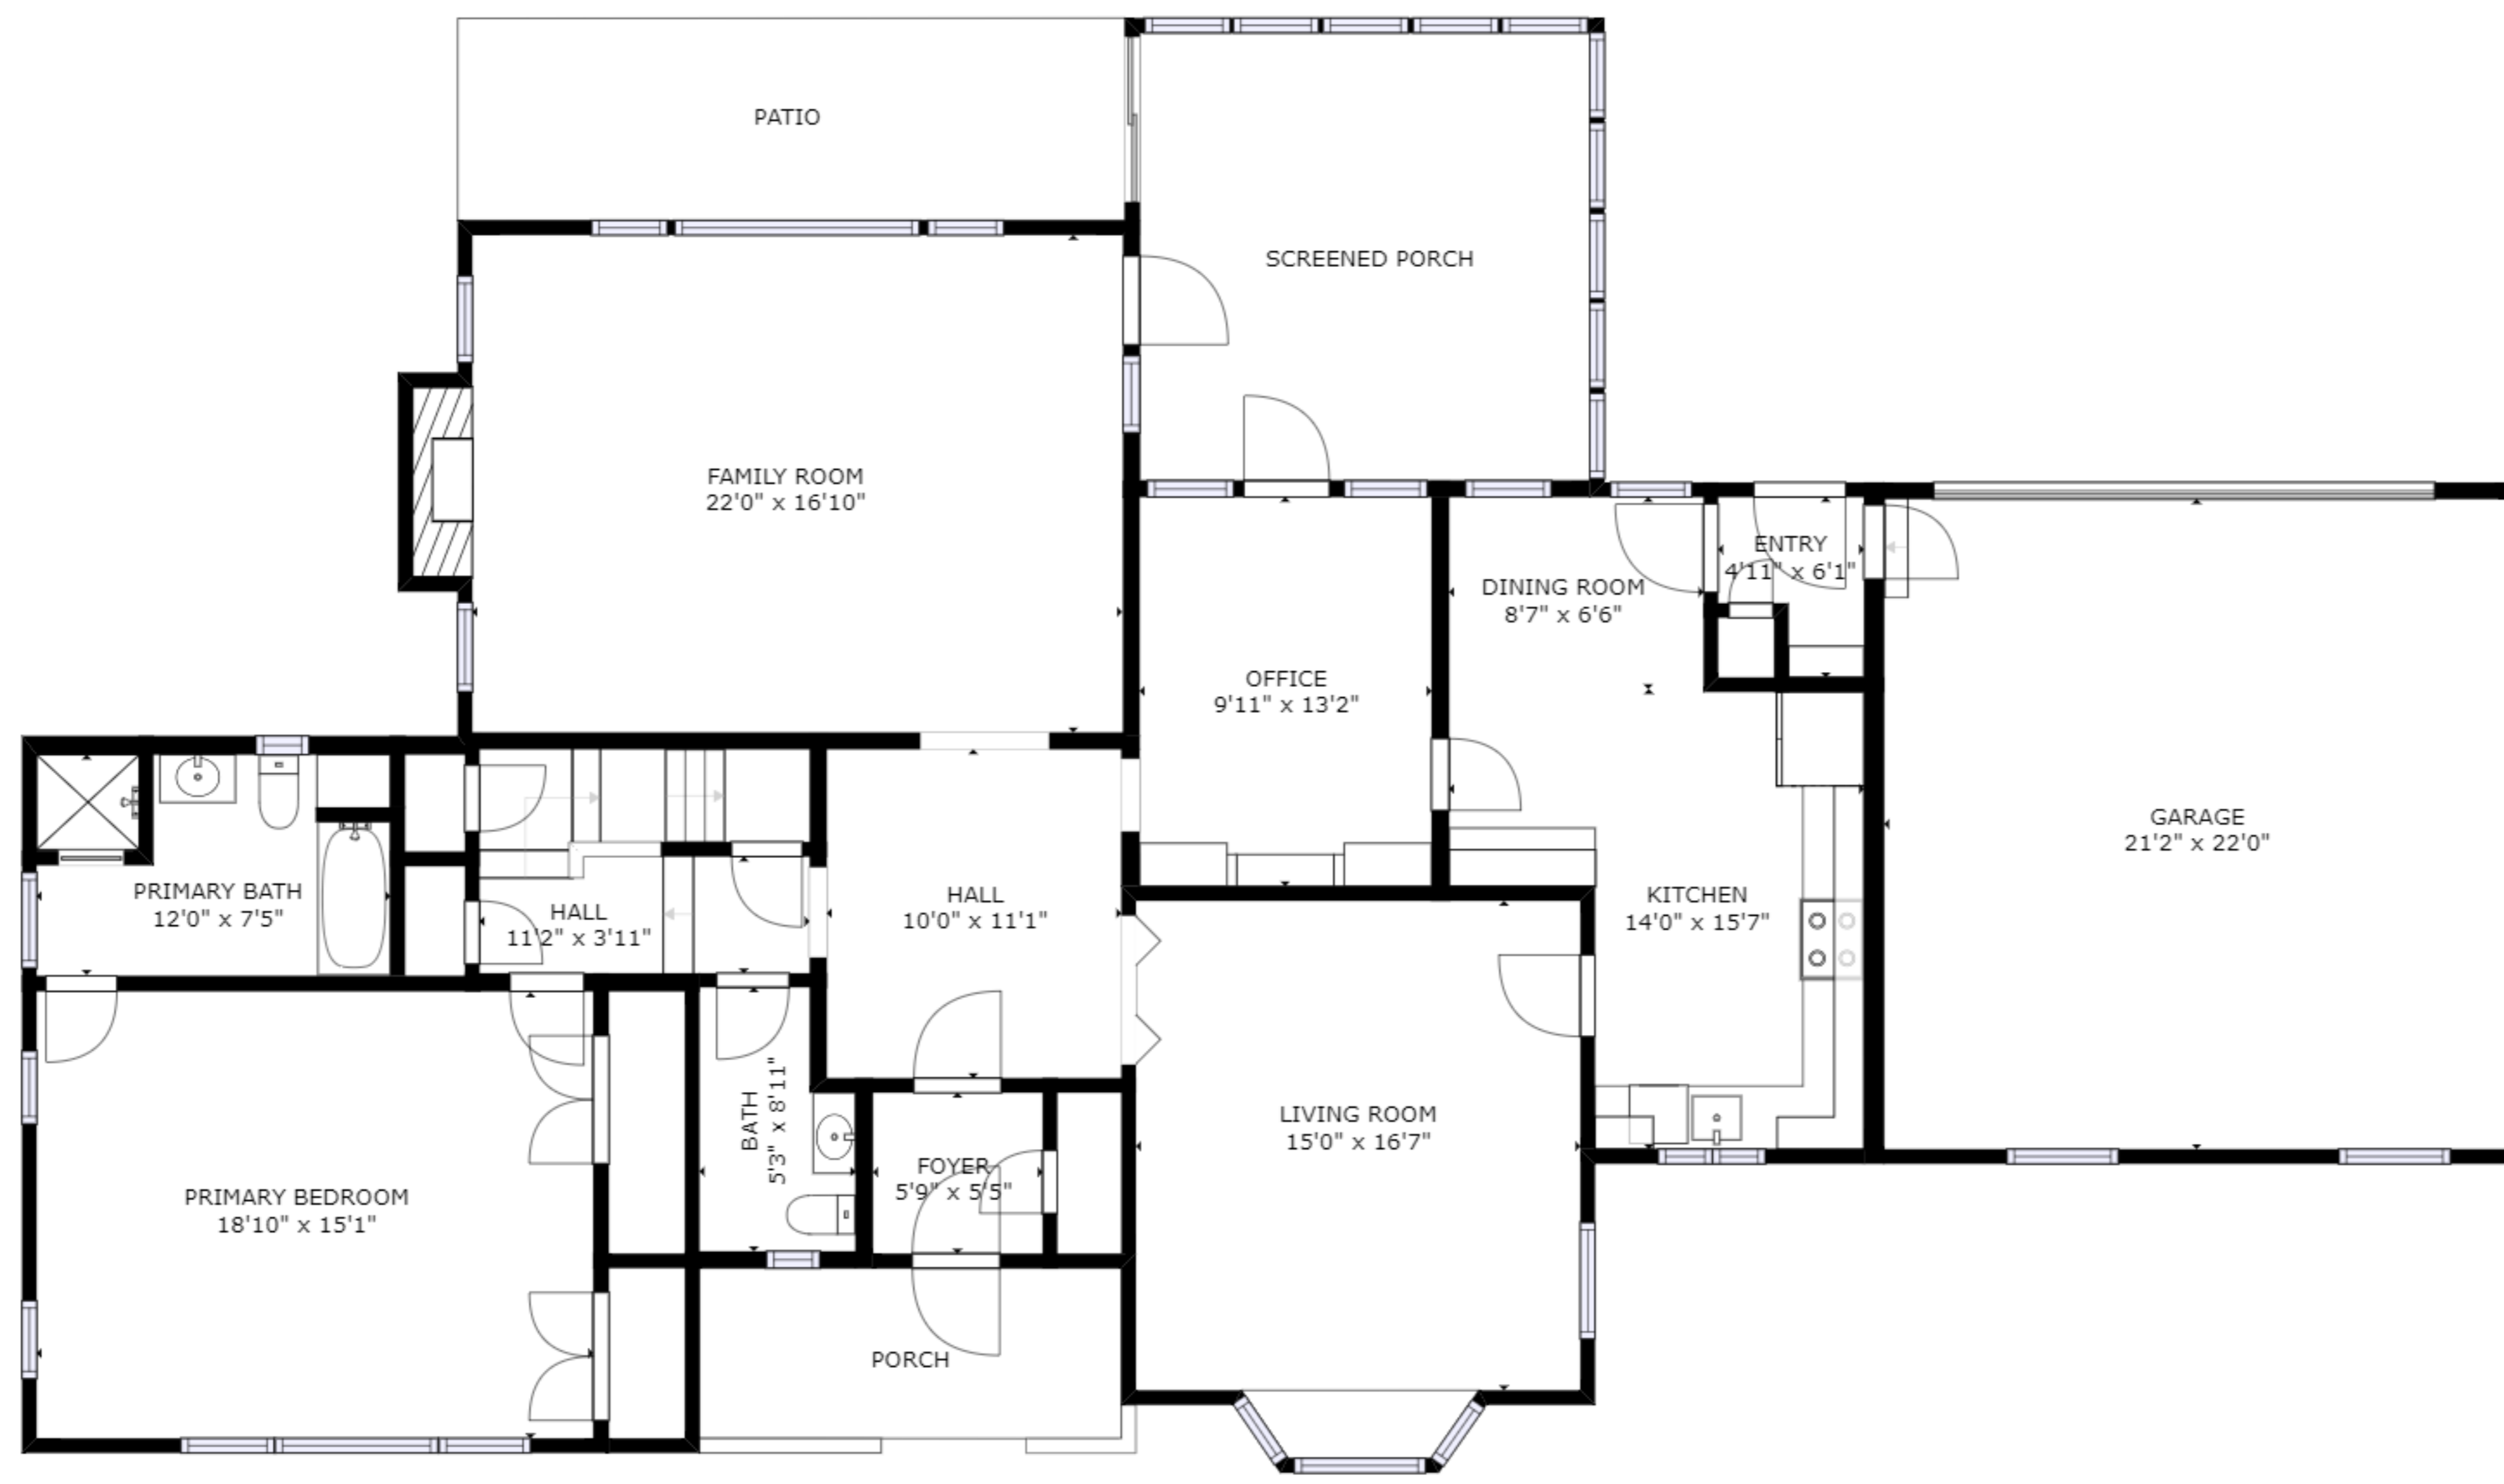 PATIO
SCREENED PORCH
FAMILY ROOM
22'0" x 16'10"
ENTRY
4'11" x 6'1"
DINING ROOM
8'7" x 6'6"
OFFICE
9'11" x 13'2"
GARAGE
21'2" x 22'0"
PRIMARY BATH
12'0" x 7'5"
HALL
11'2" x 3'11"
HALL
10'0" x 11'1"
KITCHEN
14'0" x 15'7"
BATH
5'3" x 8'11"
LIVING ROOM
15'0" x 16'7"
FOYER
5'9" x 5'5"
PRIMARY BEDROOM
18'10" x 15'1"
PORCH